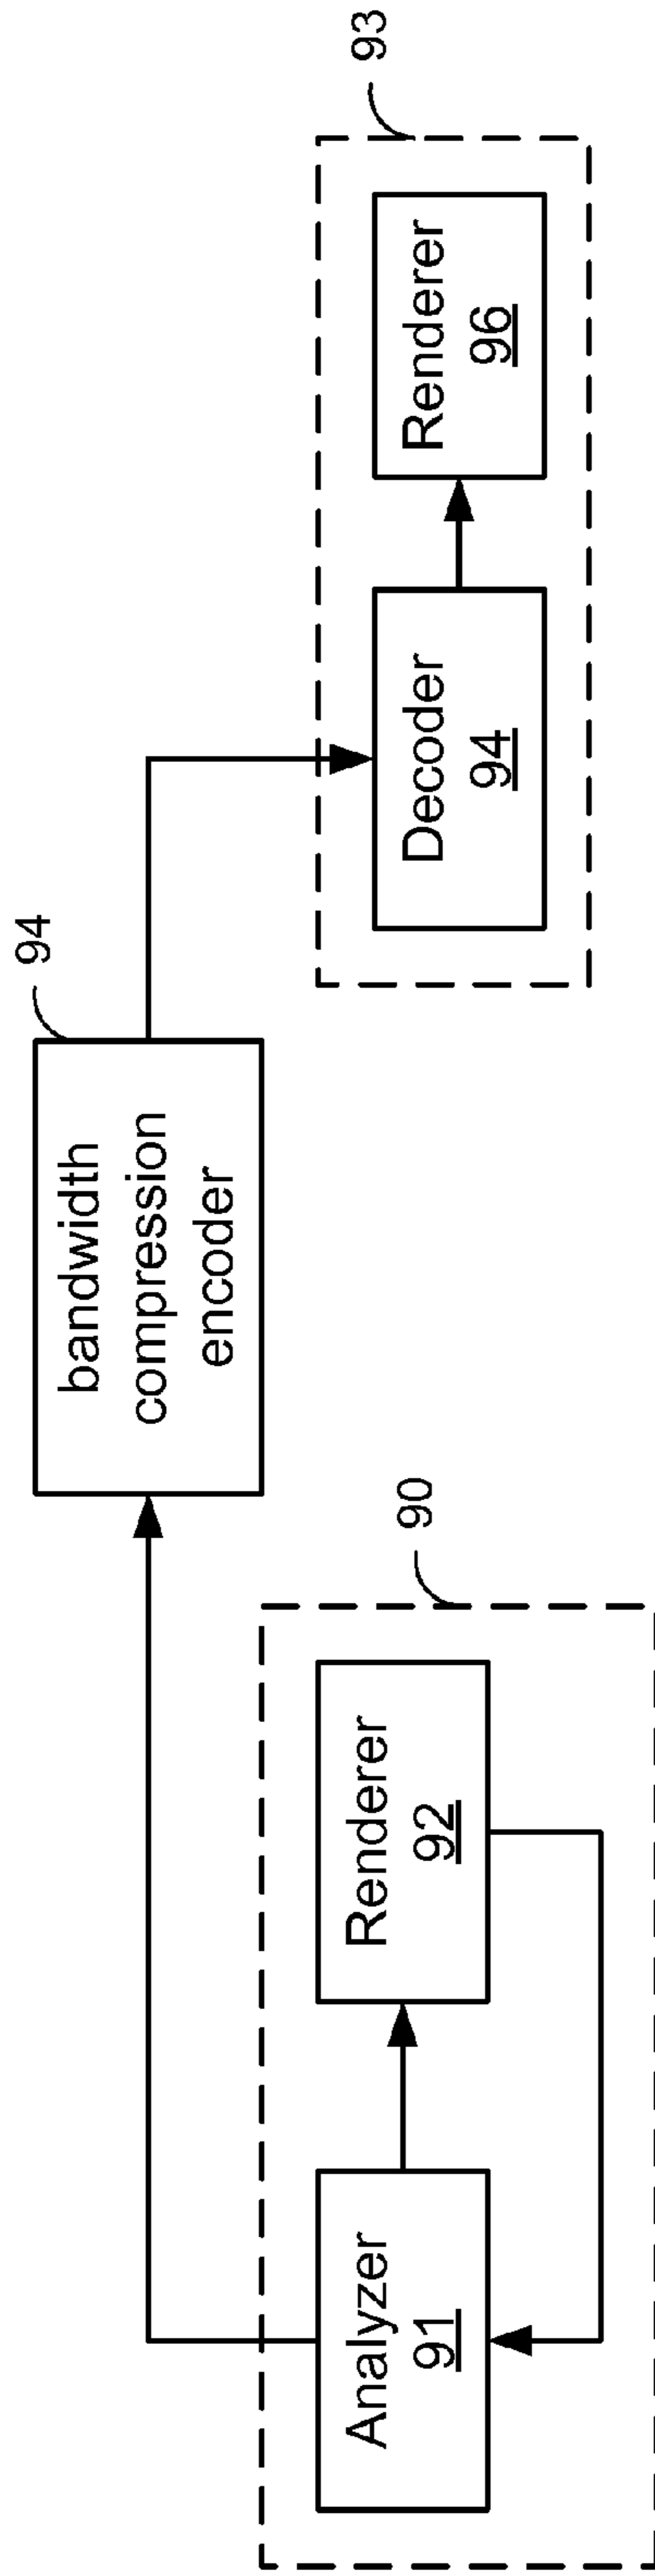 90
Analyzer
91
Renderer
92
94
bandwidth
compression
encoder
93
Decoder
94
Renderer
96